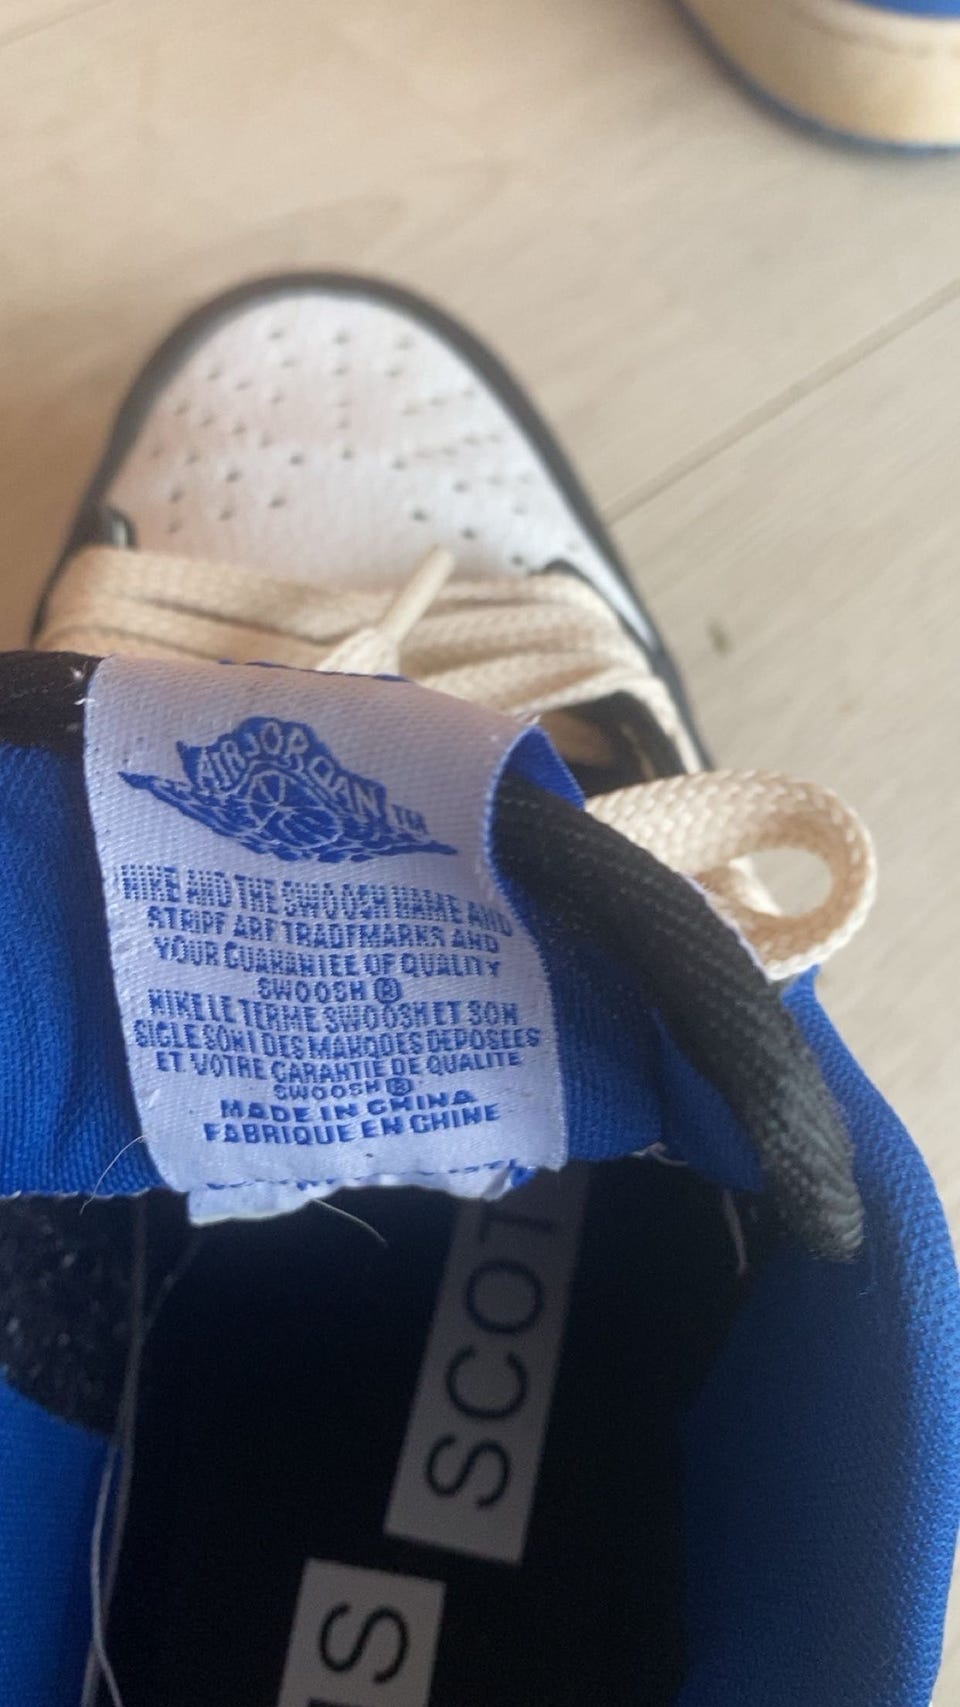 AIR JORDAN TM
NIKE AND THE SWOOSH NAME AND
STRIPE ARE TRADEMARKS AND
YOUR GUARANTEE OF QUALITY
SWOOSH ®
NIKE LE TERME SWOOSH ET SON
SIGLE SONT DES MARQUES DEPOSEES
ET VOTRE GARANTIE DE QUALITE
SWOOSH ®
MADE IN CHINA
FABRIQUE EN CHINE
SCOT
IS